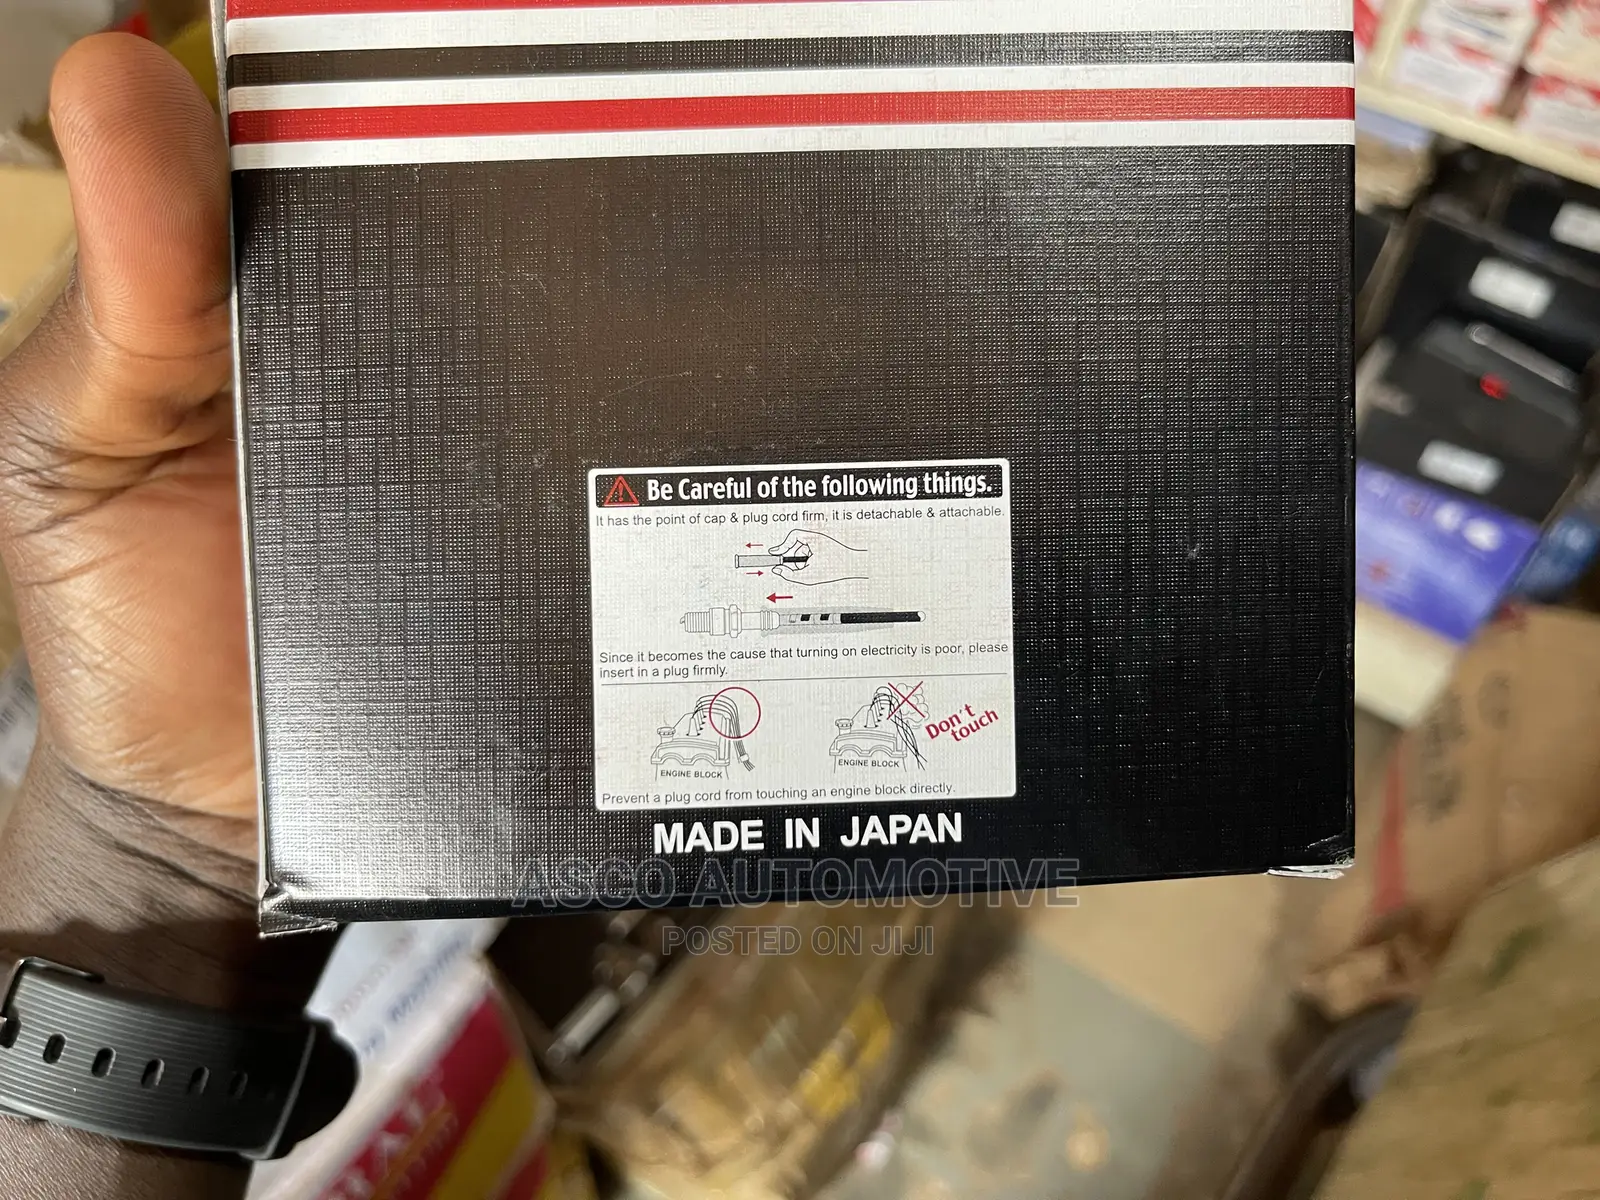 Be Careful of the following things.
It has the point of cap & plug cord firm, it is detachable & attachable.
Since it becomes the cause that turning on electricity is poor, please
insert in a plug firmly.
Don't
touch
ENGINE BLOCK
ENGINE BLOCK
Prevent a plug cord from touching an engine block directly.
MADE IN JAPAN
ASCO AUTOMOTIVE
POSTED ON JIJI